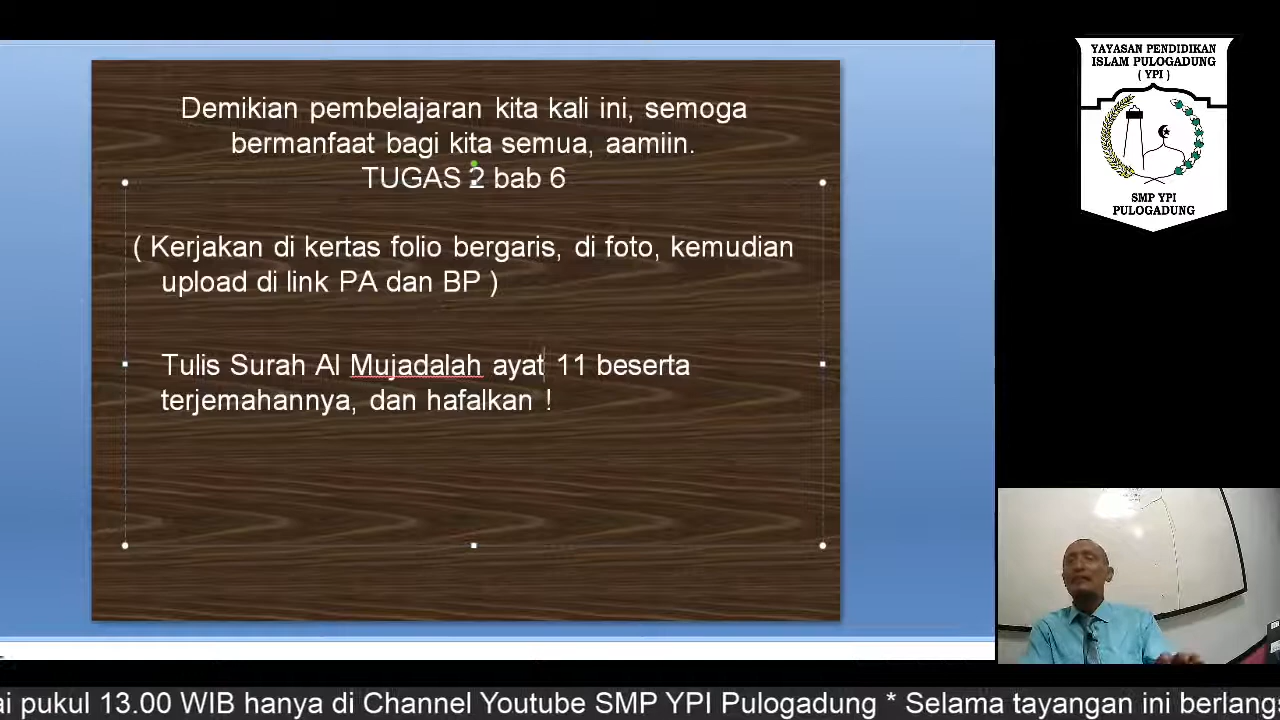 Demikian pembelajaran kita kali ini, semoga
bermanfaat bagi kita semua, aamiin.
TUGAS 2 bab 6
( Kerjakan di kertas folio bergaris, di foto, kemudian
upload di link PA dan BP )
Tulis Surah Al Mujadalah ayat 11 beserta
terjemahannya, dan hafalkan !
YAYASAN PENDIDIKAN
ISLAM PULOGADUNG
( YPI )
SMP YPI
PULOGADUNG
pukul 13.00 WIB hanya di Channel Youtube SMP YPI Pulogadung * Selama tayangan ini